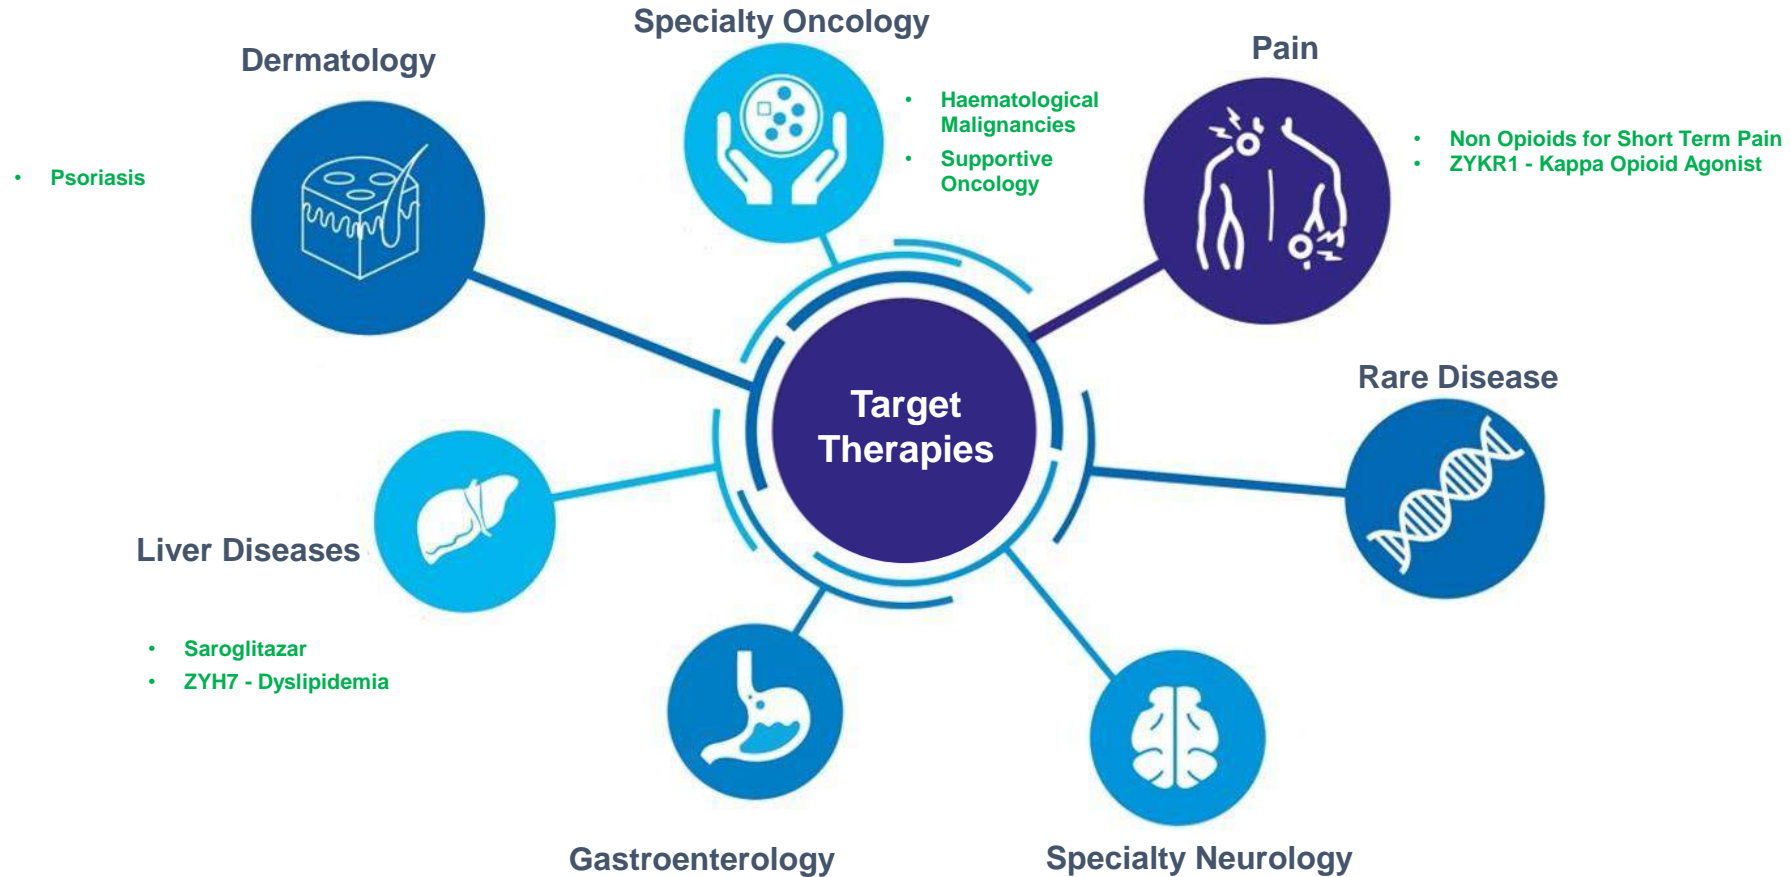 Specialty Oncology
Dermatology
Pain
• Haematological
Malignancies
• Supportive
Oncology
• Non Opioids for Short Term Pain
• ZYKR1 - Kappa Opioid Agonist
• Psoriasis
Target
Therapies
Rare Disease
Liver Diseases
• Saroglitazar
• ZYH7 - Dyslipidemia
Gastroenterology
Specialty Neurology